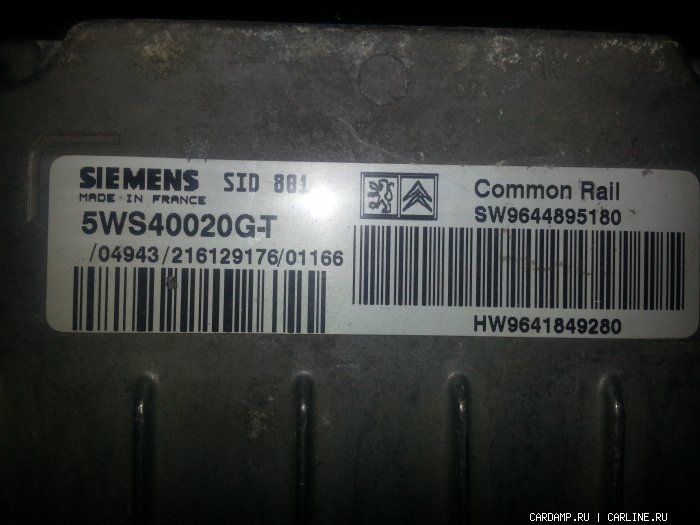 SIEMENS SID 801
MADE IN FRANCE
5WS40020G-T
/04943/216129176/01166
Common Rail
SW9644895180
HW9641849280
CARDAMP.RU | CARLINE.RU